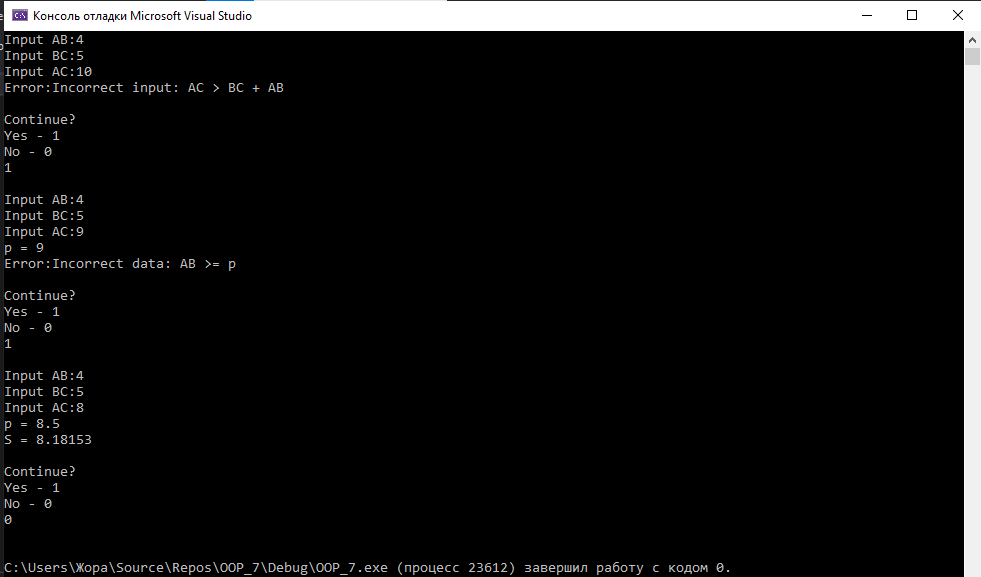 Консоль отладки Microsoft Visual Studio
Input AB:4
Input BC:5
Input AC:10
Error:Incorrect input: AC > BC + AB
Continue?
Yes - 1
No - 0
1
Input AB:4
Input BC:5
Input AC:9
p = 9
Error:Incorrect data: AB >= p
Continue?
Yes - 1
No - 0
1
Input AB:4
Input BC:5
Input AC:8
p = 8.5
S = 8.18153
Continue?
Yes - 1
No - 0
0
C:\Users\Жора\Source\Repos\OOP_7\Debug\OOP_7.exe (процесс 23612) завершил работу с кодом 0.